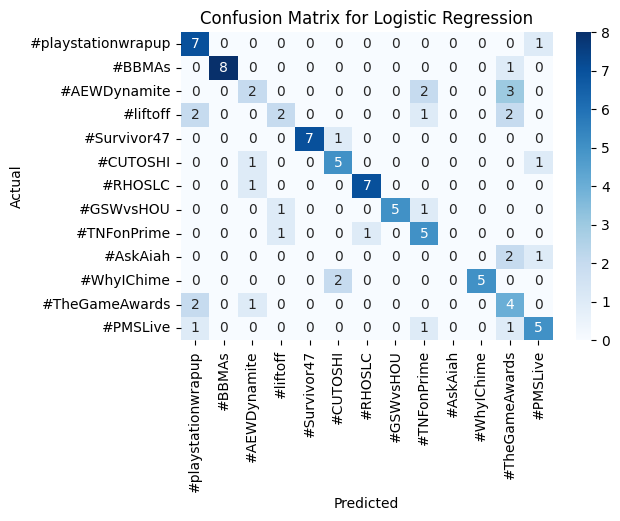 Confusion Matrix for Logistic Regression
#playstationwrapup 7 0 0 0 0 0 0 0 0 0 0 0 1
#BBMAs 0 8 0 0 0 0 0 0 0 0 0 1 0
#AEWDynamite 0 0 2 0 0 0 0 0 2 0 0 3 0
#liftoff 2 0 0 2 0 0 0 0 1 0 0 2 0
#Survivor47 0 0 0 0 7 1 0 0 0 0 0 0 0
#CUTOSHI 0 0 1 0 0 5 0 0 0 0 0 0 1
#RHOSLC 0 0 1 0 0 0 7 0 0 0 0 0 0
#GSWvsHOU 0 0 0 1 0 0 0 5 1 0 0 0 0
#TNFonPrime 0 0 0 1 0 0 1 0 5 0 0 0 0
#AskAiah 0 0 0 0 0 0 0 0 0 0 0 2 1
#WhyIChime 0 0 0 0 0 2 0 0 0 0 5 0 0
#TheGameAwards 2 0 1 0 0 0 0 0 0 0 0 4 0
#PMSLive 1 0 0 0 0 0 0 0 1 0 0 1 5
Actual
#playstationwrapup
#BBMAs
#AEWDynamite
#liftoff
#Survivor47
#CUTOSHI
#RHOSLC
#GSWvsHOU
#TNFonPrime
#AskAiah
#WhyIChime
#TheGameAwards
#PMSLive
Predicted
8
7
6
5
4
3
2
1
0